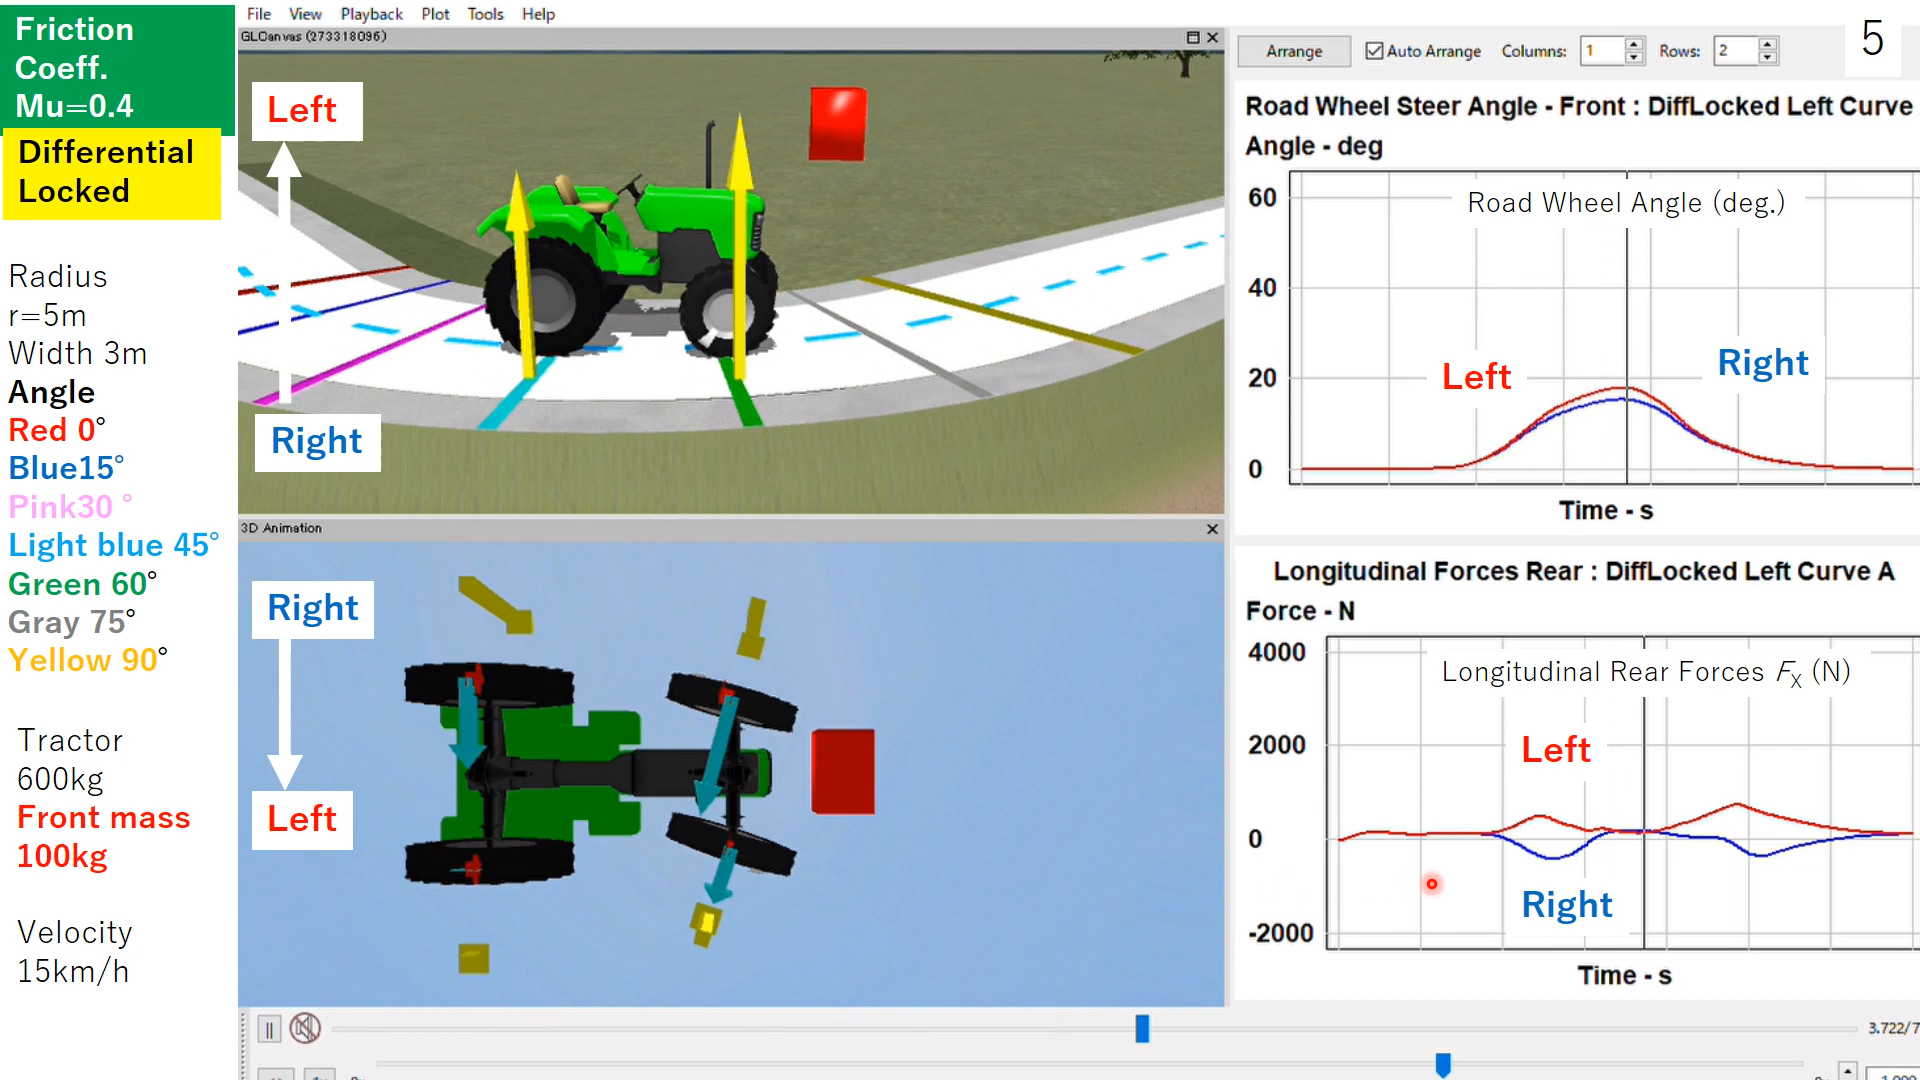 Friction
Coeff.
Mu=0.4
Differential
Locked
Radius
r=5m
Width 3m
Angle
Red 0°
Blue15°
Pink30 °
Light blue 45°
Green 60°
Gray 75°
Yellow 90°
Tractor
600kg
Front mass
100kg
Velocity
15km/h
File View Playback Plot Tools Help
GLCanvas (273318096)
Left
Right
3D Animation
Right
Left
Arrange Auto Arrange Columns: 1 Rows: 2
5
Road Wheel Steer Angle - Front : DiffLocked Left Curve
Angle - deg
60
Road Wheel Angle (deg.)
40
20
Left
Right
0
Time - s
Longitudinal Forces Rear : DiffLocked Left Curve A
Force - N
4000
Longitudinal Rear Forces FX (N)
2000
Left
0
Right
-2000
Time - s
3.722/7